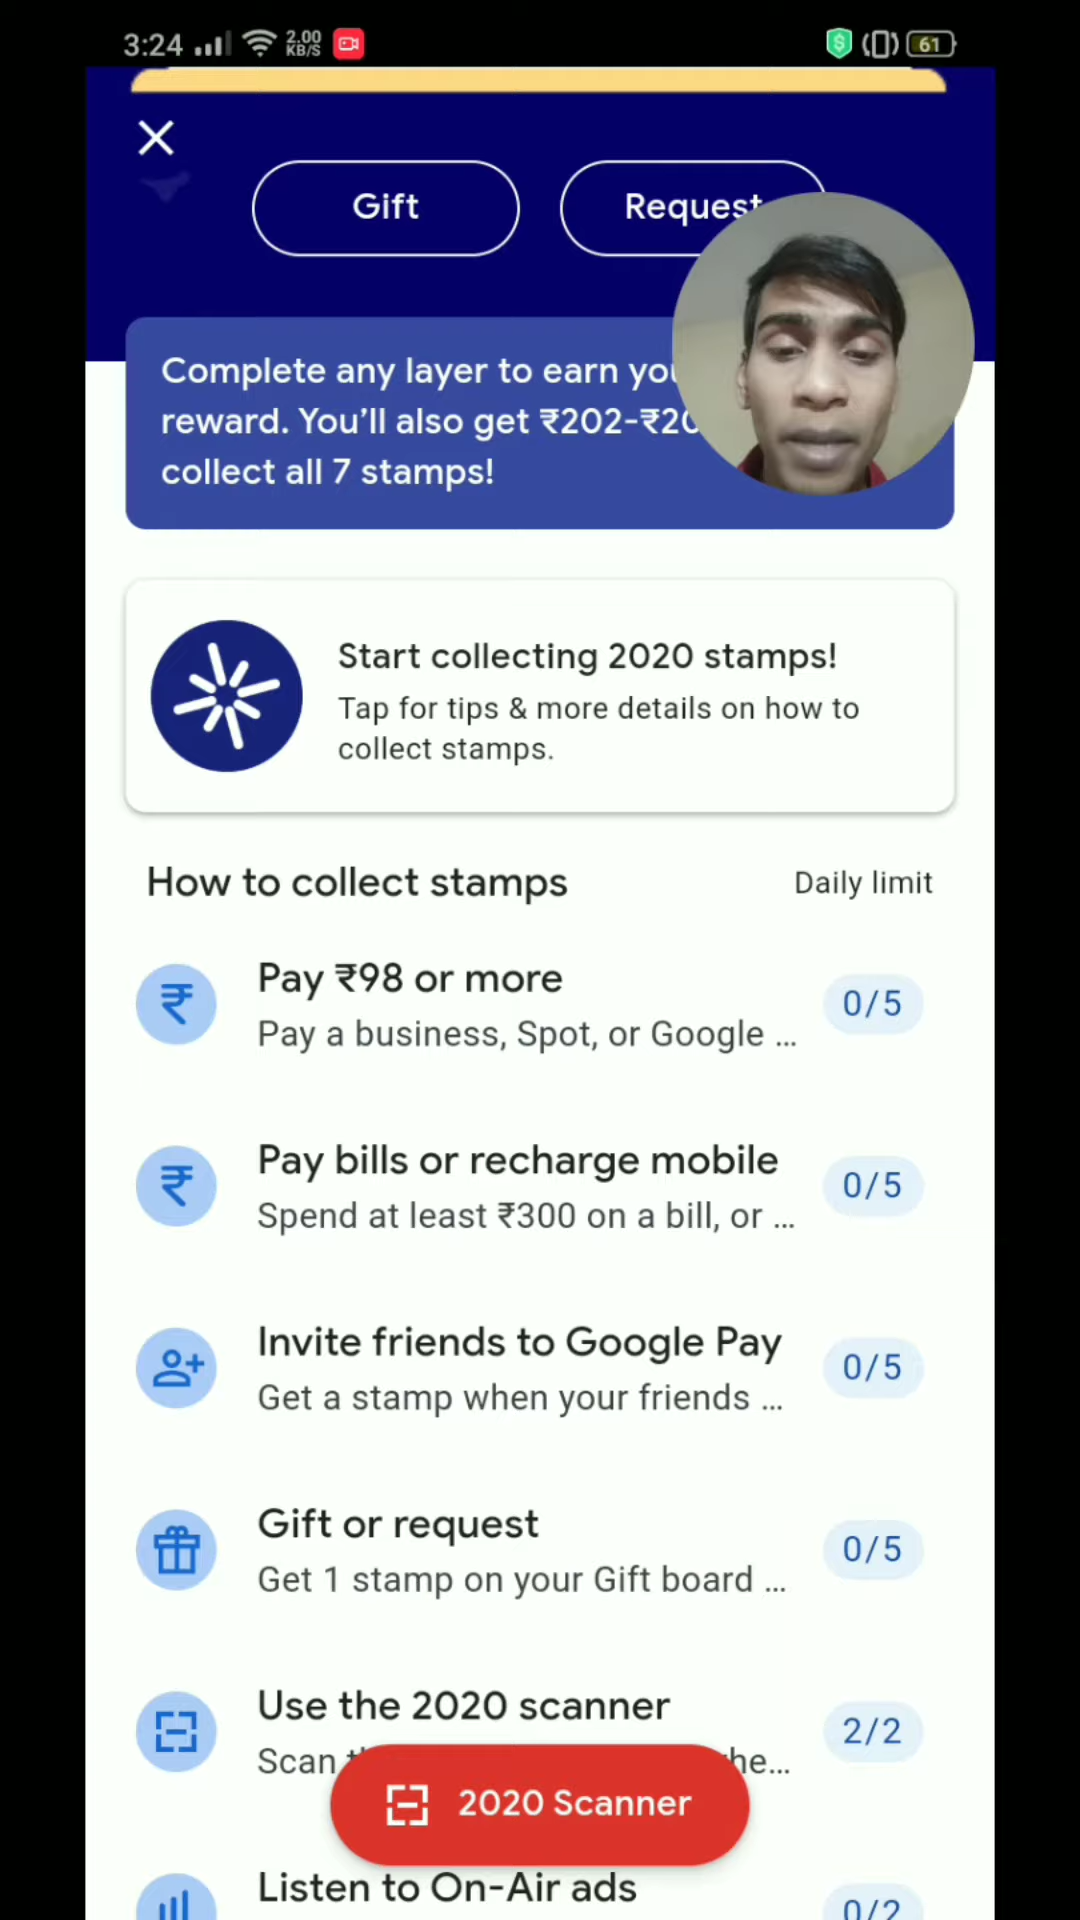 3:24 2.00 KB/S 61
Gift Request
Complete any layer to earn
reward. You'll also get ₹202-
collect all 7 stamps!
Start collecting 2020 stamps!
Tap for tips & more details on how to
collect stamps.
How to collect stamps Daily limit
Pay ₹98 or more
Pay a business, Spot, or Google ...
0/5
Pay bills or recharge mobile
Spend at least ₹300 on a bill, or ...
0/5
Invite friends to Google Pay
Get a stamp when your friends ...
0/5
Gift or request
Get 1 stamp on your Gift board ...
0/5
Use the 2020 scanner
Scan
2/2
2020 Scanner
Listen to On-Air ads
0/2